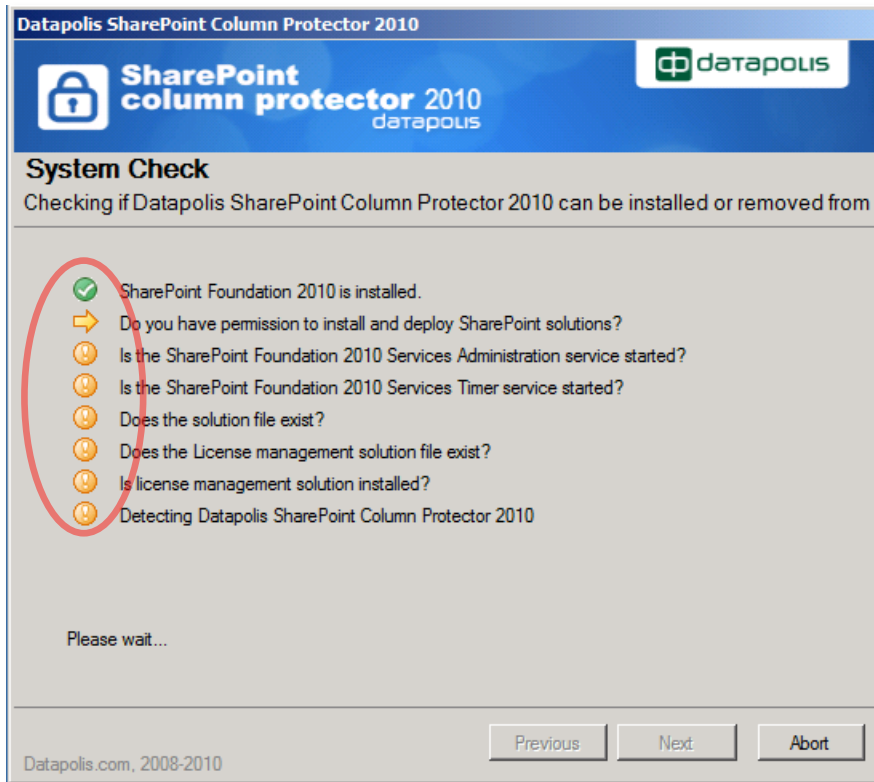 Datapolis SharePoint Column Protector 2010
SharePoint
column protector 2010
datapolis
datapolis
System Check
Checking if Datapolis SharePoint Column Protector 2010 can be installed or removed from
SharePoint Foundation 2010 is installed.
Do you have permission to install and deploy SharePoint solutions?
Is the SharePoint Foundation 2010 Services Administration service started?
Is the SharePoint Foundation 2010 Services Timer service started?
Does the solution file exist?
Does the License management solution file exist?
Is license management solution installed?
Detecting Datapolis SharePoint Column Protector 2010
Please wait...
Previous Next Abort
Datapolis.com, 2008-2010